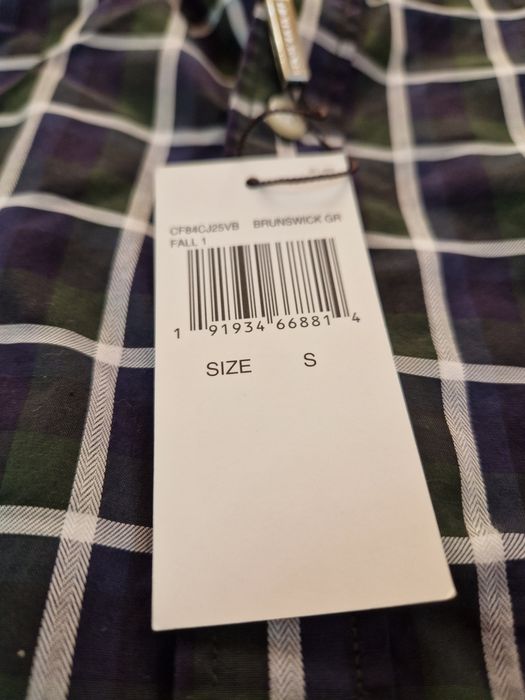 CF84CJ25VB BRUNSWICK GR
FALL 1
1 91934 66881 4
SIZE S